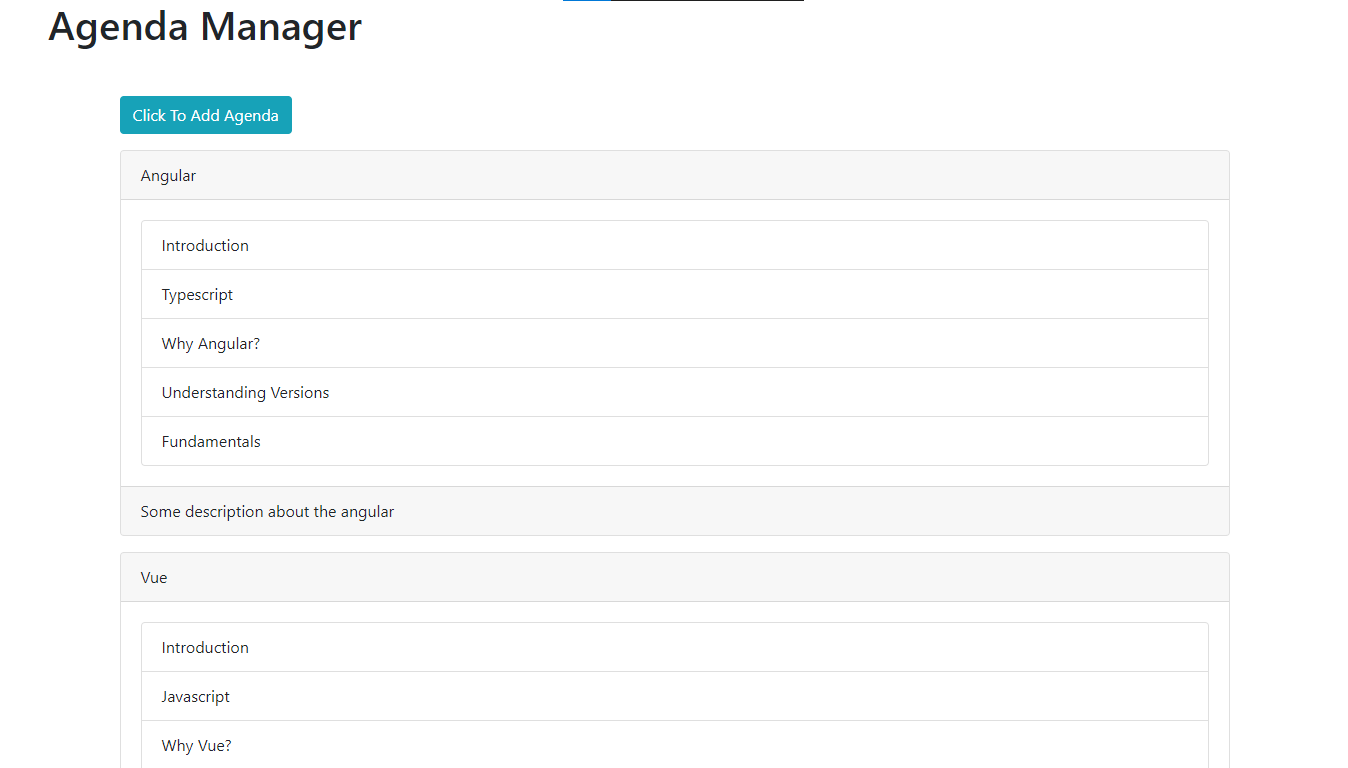 Agenda Manager
Click To Add Agenda
Angular
Introduction
Typescript
Why Angular?
Understanding Versions
Fundamentals
Some description about the angular
Vue
Introduction
Javascript
Why Vue?